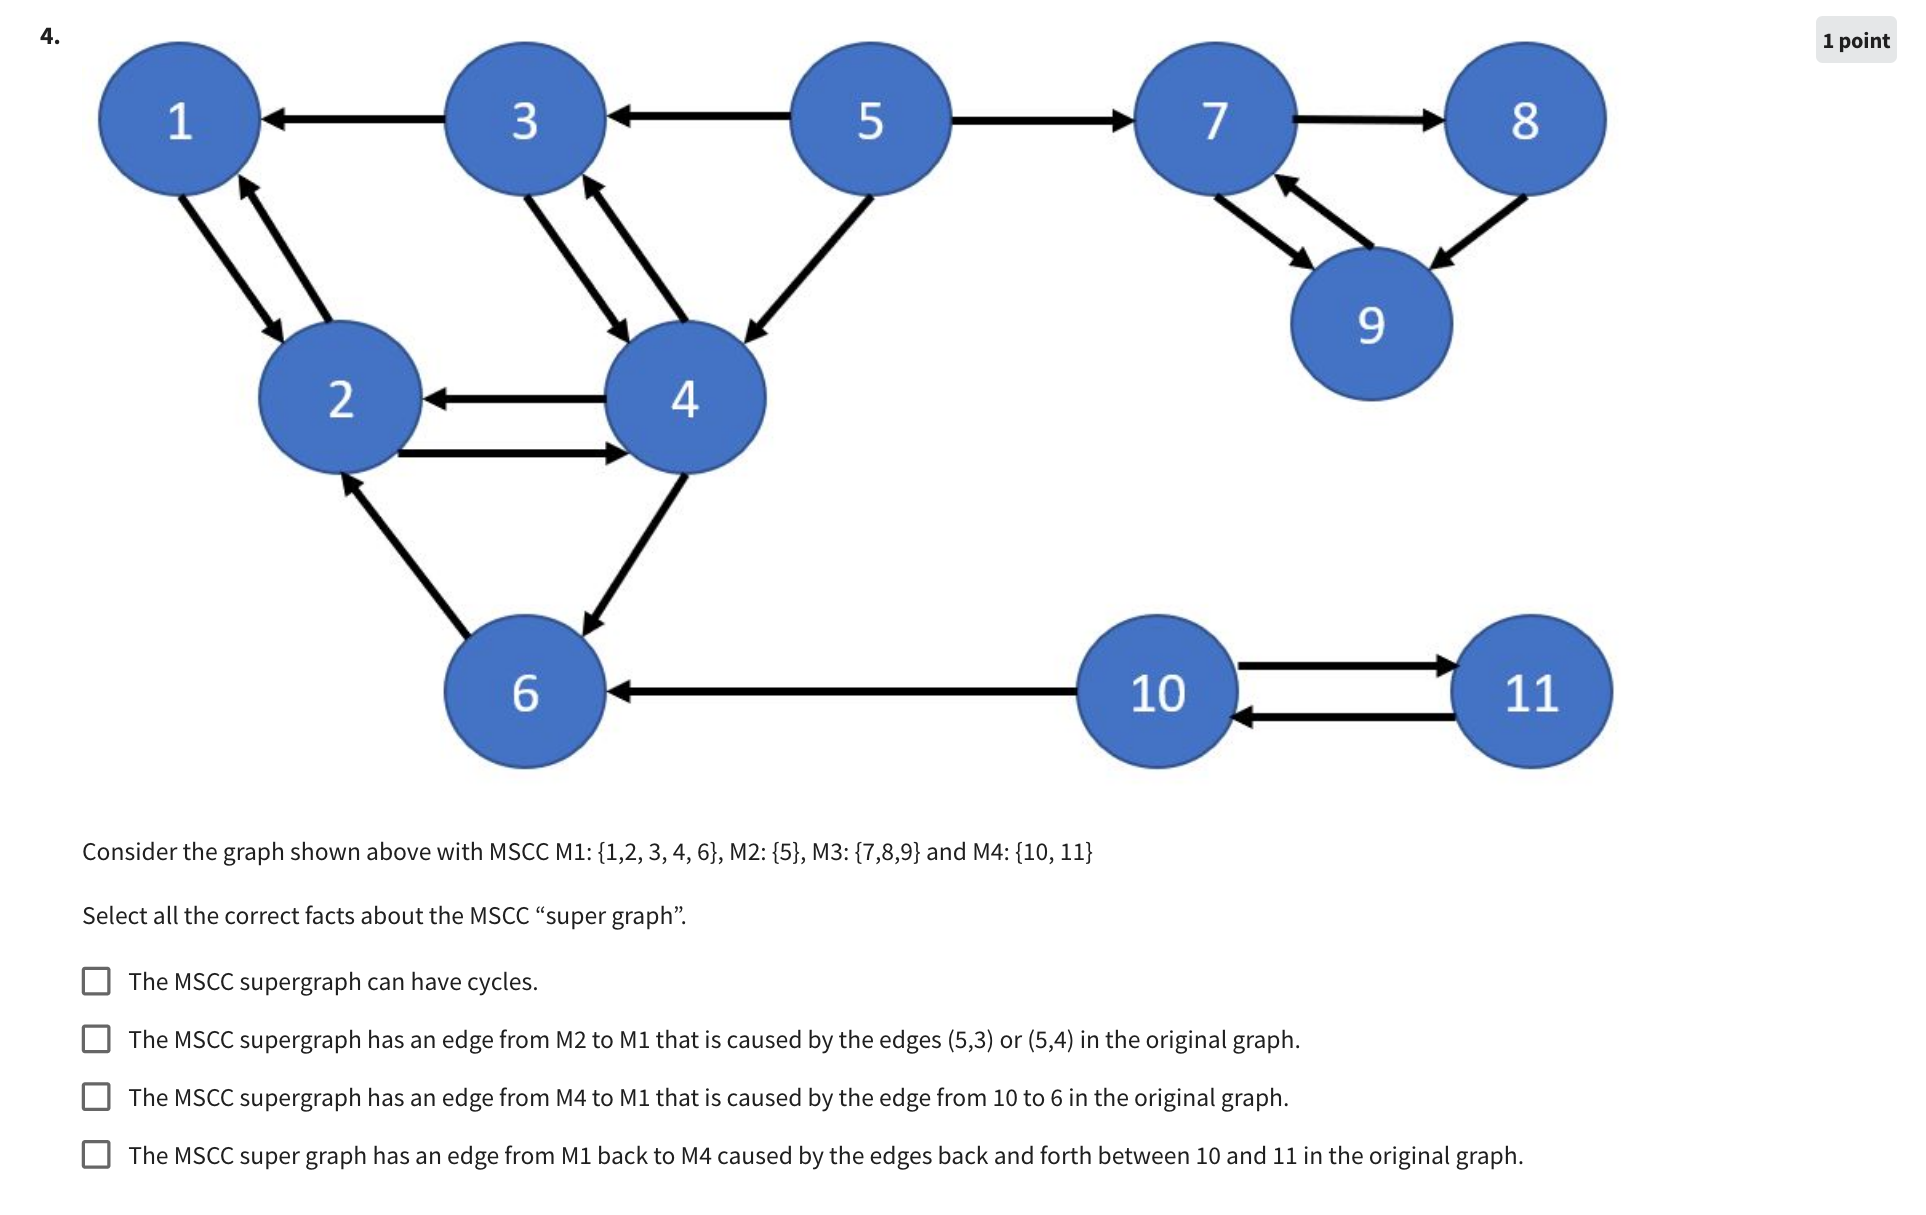 4.
1 point
1 3 5 7 8
9
2 4
6 10 11
Consider the graph shown above with MSCC M1: {1,2, 3, 4, 6}, M2: {5}, M3: {7,8,9} and M4: {10, 11}
Select all the correct facts about the MSCC “super graph”.
The MSCC supergraph can have cycles.
The MSCC supergraph has an edge from M2 to M1 that is caused by the edges (5,3) or (5,4) in the original graph.
The MSCC supergraph has an edge from M4 to M1 that is caused by the edge from 10 to 6 in the original graph.
The MSCC super graph has an edge from M1 back to M4 caused by the edges back and forth between 10 and 11 in the original graph.